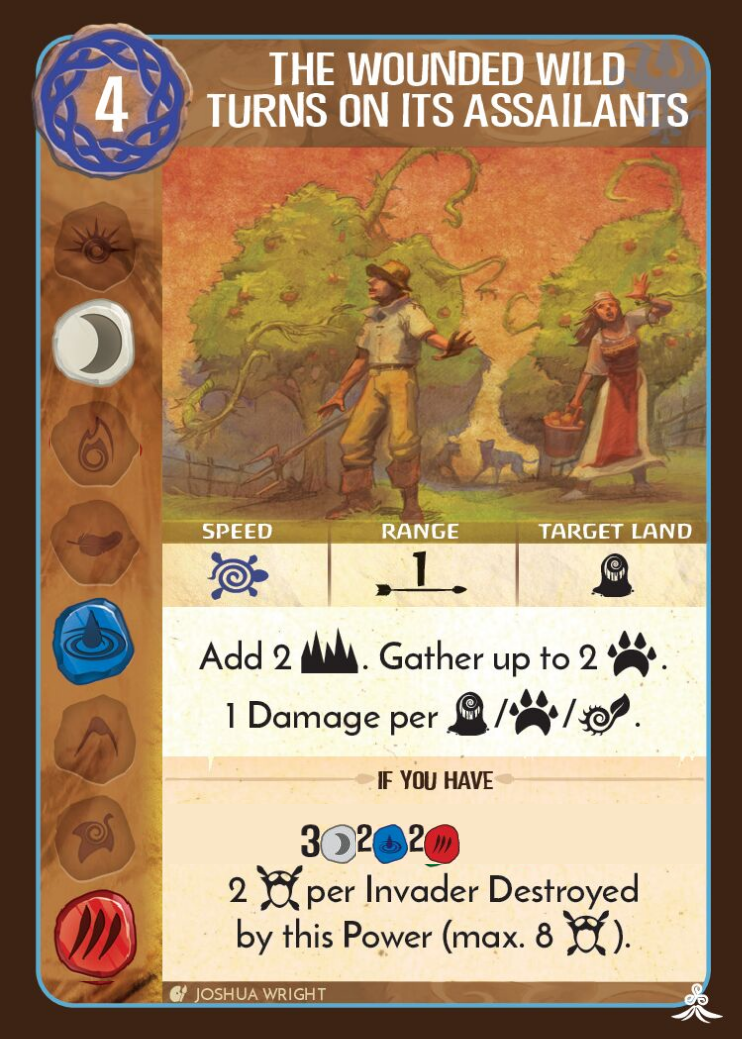 4
THE WOUNDED WILD
TURNS ON ITS ASSAILANTS
SPEED RANGE TARGET LAND
1
Add 2 . Gather up to 2 .
1 Damage per / / .
IF YOU HAVE
3 2 2
2 per Invader Destroyed
by this Power (max. 8 ).
JOSHUA WRIGHT